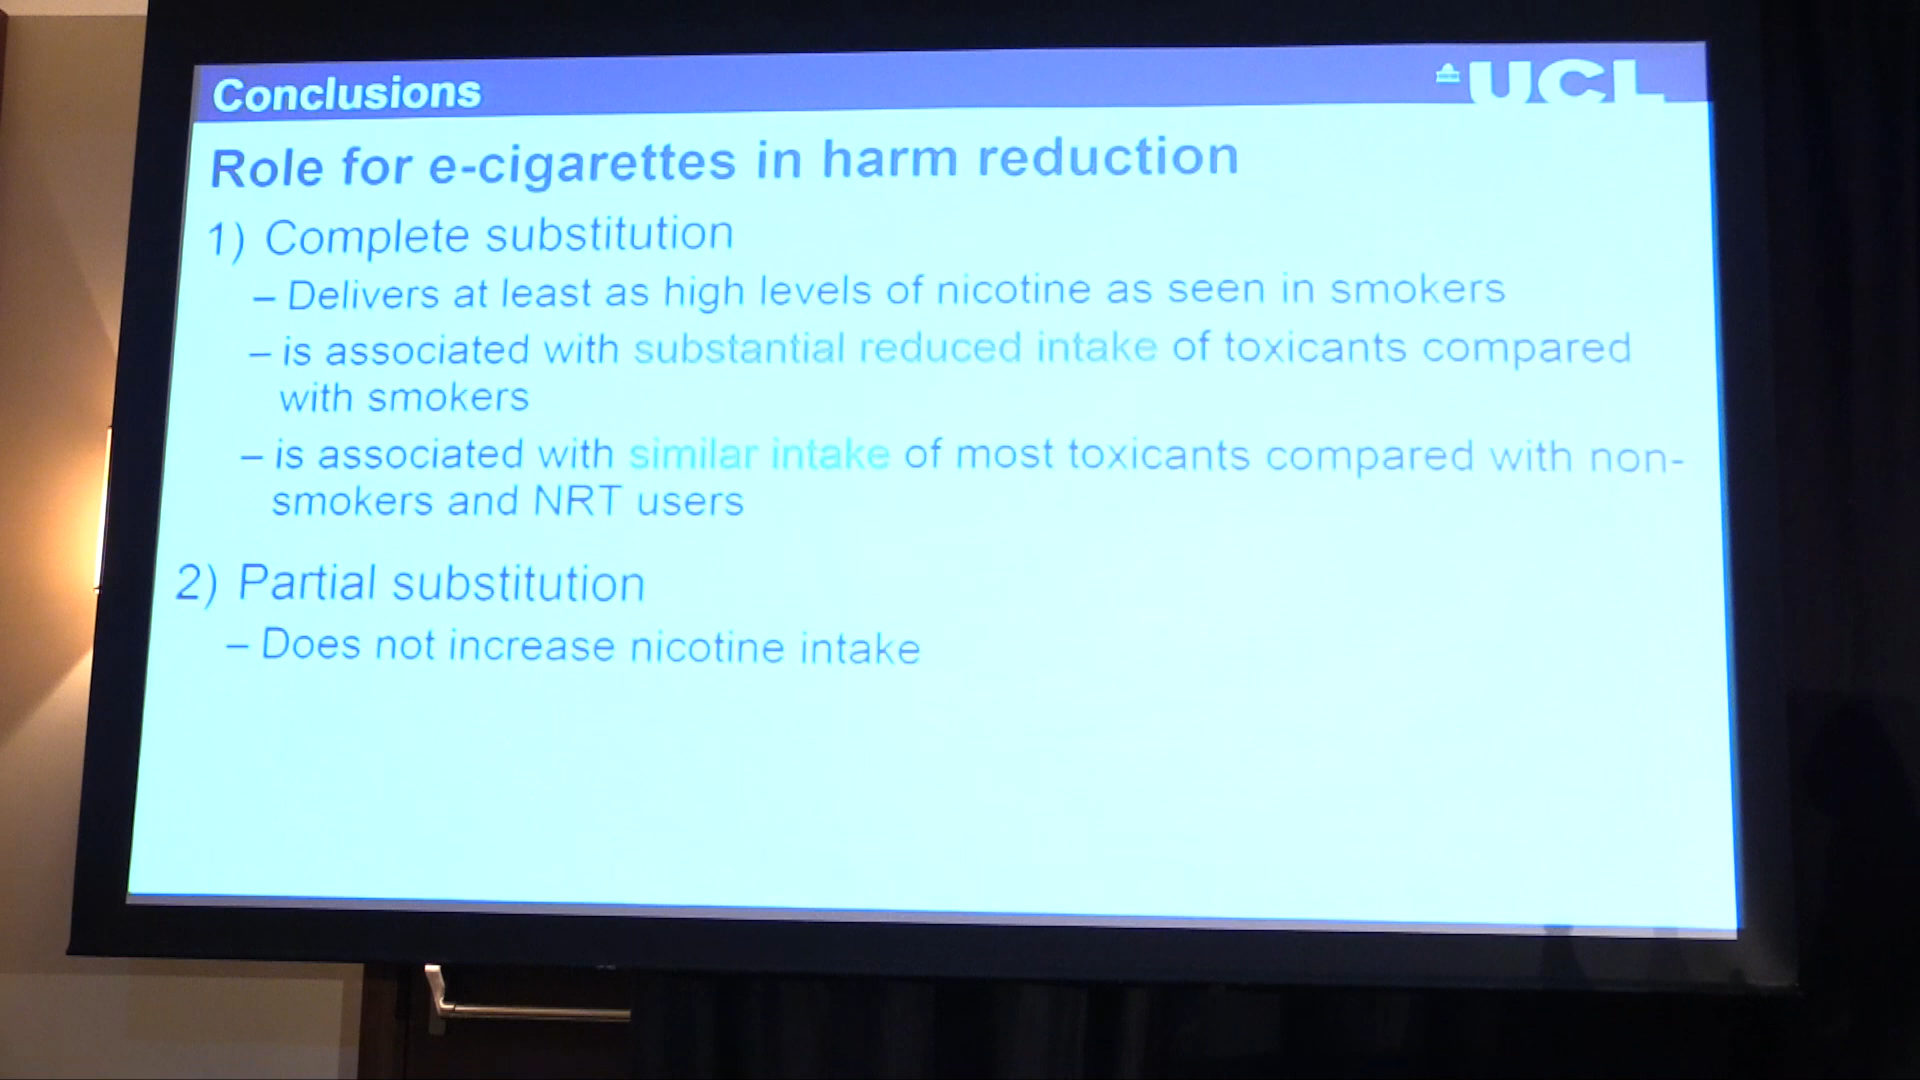 Conclusions
UCL
Role for e-cigarettes in harm reduction
1) Complete substitution
– Delivers at least as high levels of nicotine as seen in smokers
– is associated with substantial reduced intake of toxicants compared
with smokers
– is associated with similar intake of most toxicants compared with non-
smokers and NRT users
2) Partial substitution
– Does not increase nicotine intake